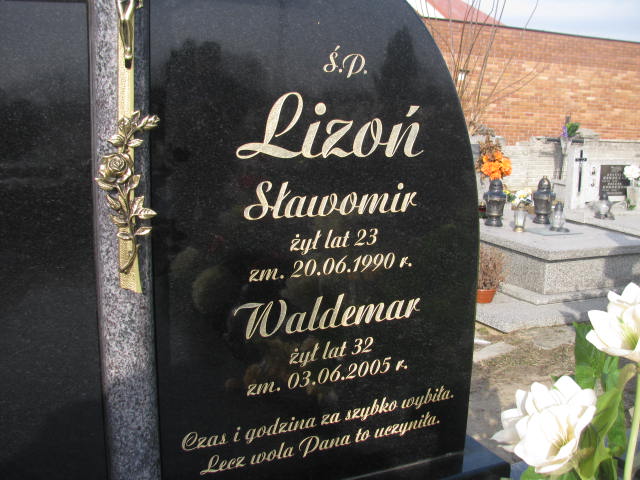 Ś.P.
Lizoń
Sławomir
żył lat 23
zm. 20.06.1990 r.
Waldemar
żył lat 32
zm. 03.06.2005 r.
Czas i godzina za szybko wybiła.
Lecz wola Pana to uczyniła.